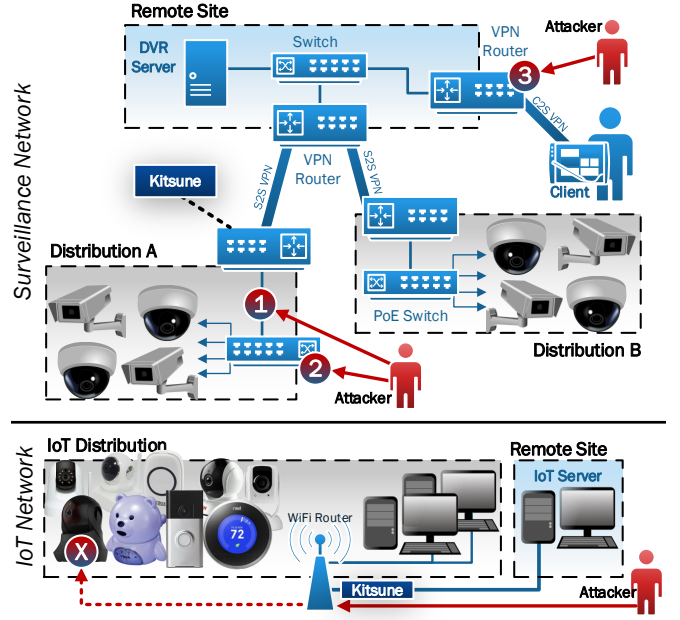 Remote Site
Attacker
VPN
Router
3
Switch
DVR
Server
C2S VPN
Client
VPN
Router
S2S VPN
S2S VPN
Kitsune
Surveillance Network
Distribution A
1
2
PoE Switch
Distribution B
Attacker
IoT Network
IoT Distribution
Remote Site
IoT Server
WiFi Router
nest
72
X
Kitsune
Attacker